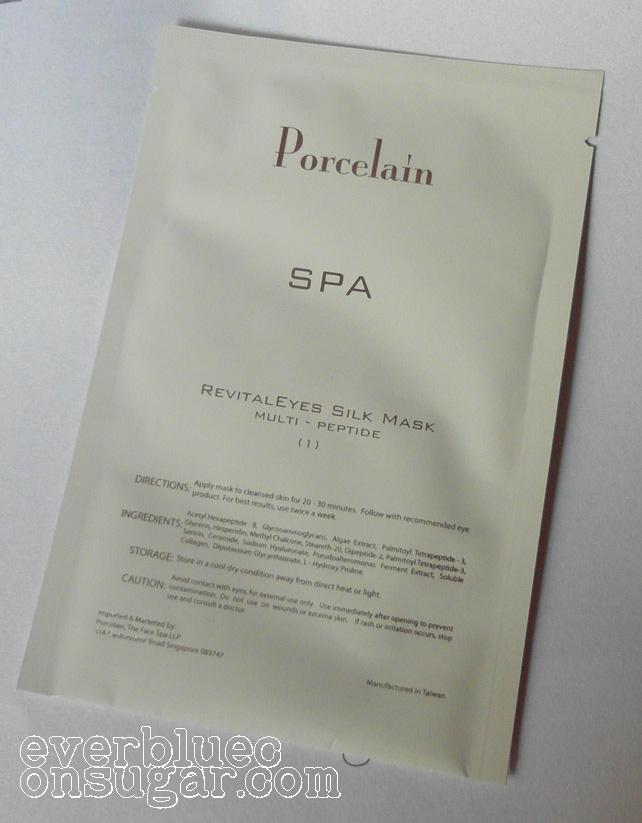 Porcelain
SPA
REVITALEYES SILK MASK
MULTI - PEPTIDE
(1)
DIRECTIONS: Apply mask to cleansed skin for 20 - 30 minutes. Follow with recommended eye
product. For best results, use twice a week.
INGREDIENTS: Acetyl Hexapeptide 8, Glycosaminoglycans, Algae Extract, Palmitoyl Tetrapeptide - 3,
Glycerin, Hesperidin, Methyl Chalcone, Steareth-20, Dipeptide-2, Palmitoyl Tetrapeptide-3,
Sericin, Ceramide, Sodium Hyaluronate, Pseudoalteromonas Ferment Extract, Soluble
Collagen, Dipotassium Glycyrrhizinate, L - Hydroxy Proline
STORAGE: Store in a cool dry condition away from direct heat or light.
CAUTION: Avoid contact with eyes, for external use only. Use immediately after opening to prevent
contamination. Do not use on wounds or eczema skin. If rash or irritation occurs, stop
use and consult a doctor.
Imported & Marketed by:
Porcelain, The Face Spa LLP
Cantonment Road Singapore 089747
Manufactured in Taiwan
everbluec
onsugar.com